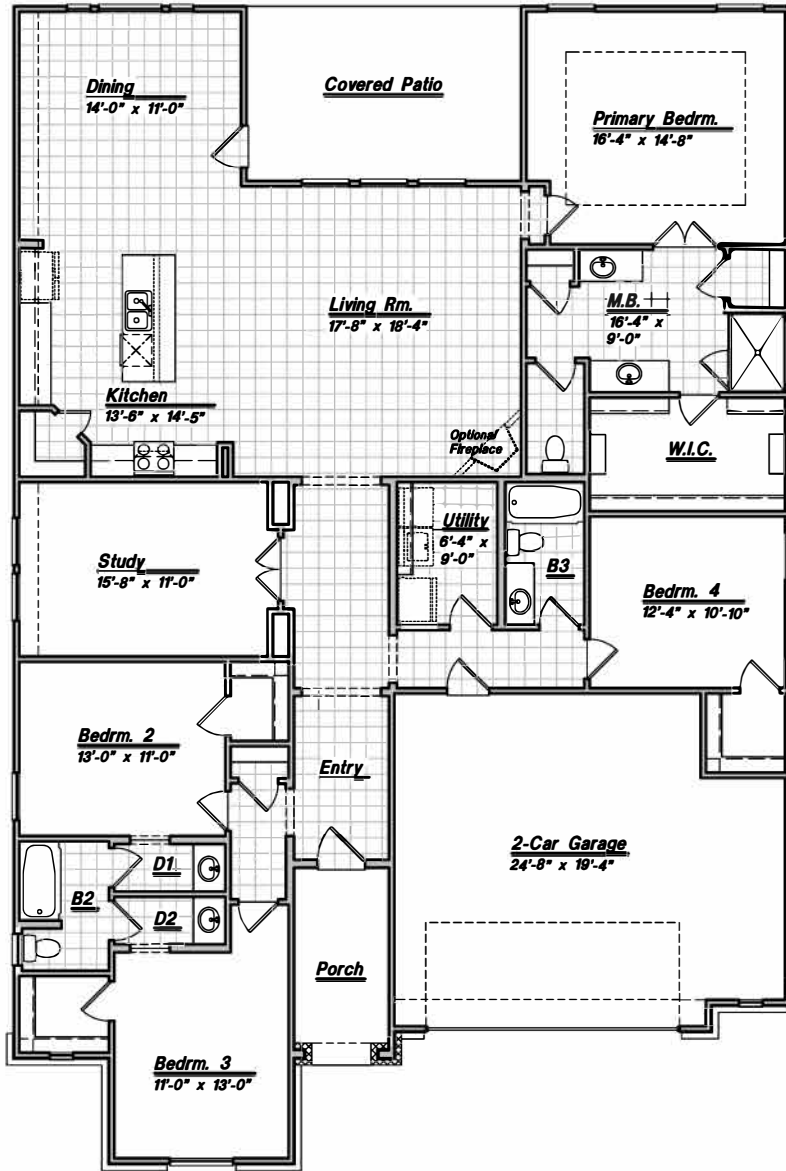 Dining
14'-0" x 11'-0"
Covered Patio
Primary Bedrm.
16'-4" x 14'-8"
Living Rm.
17'-8" x 18'-4"
M.B.
16'-4" x
9'-0"
Kitchen
13'-6" x 14'-5"
Optional
Fireplace
W.I.C.
Study
15'-8" x 11'-0"
Utility
6'-4" x
9'-0"
B3
Bedrm. 4
12'-4" x 10'-10"
Bedrm. 2
13'-0" x 11'-0"
Entry
2-Car Garage
24'-8" x 19'-4"
D1
B2
D2
Porch
Bedrm. 3
11'-0" x 13'-0"